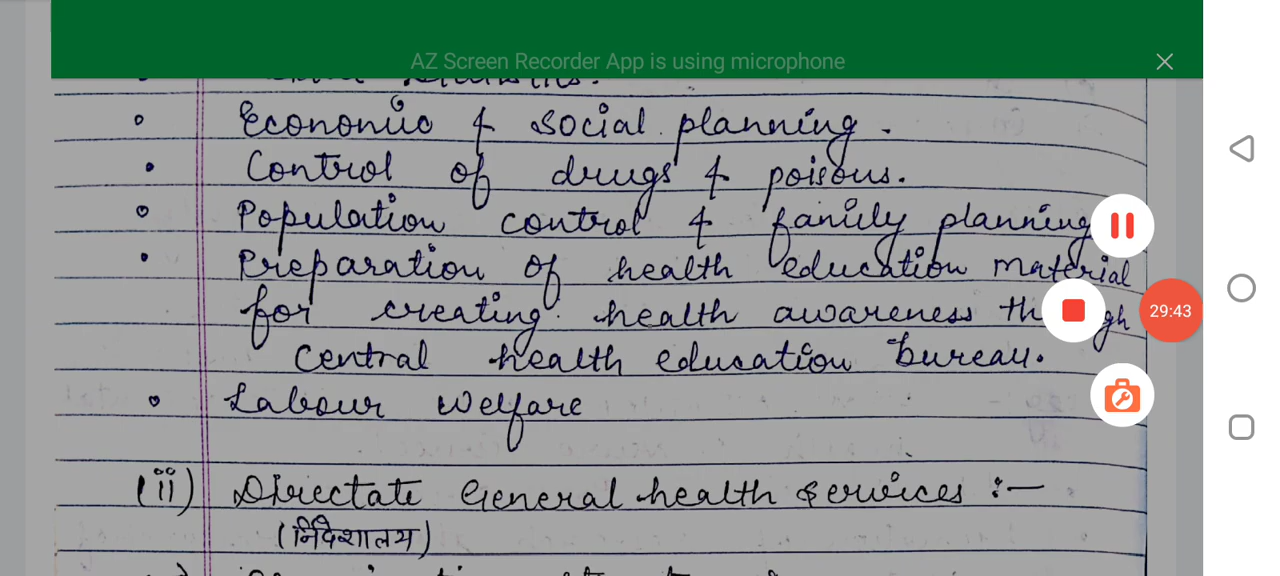 AZ Screen Recorder App is using microphone
Economic & social planning.
Control of drugs & poisons.
Population control & family planning
29:43
Preparation of health education material
for creating health awareness th gh
Central health education bureau.
Labour welfare
(ii) Directate General health services :—
(निदेशालय)